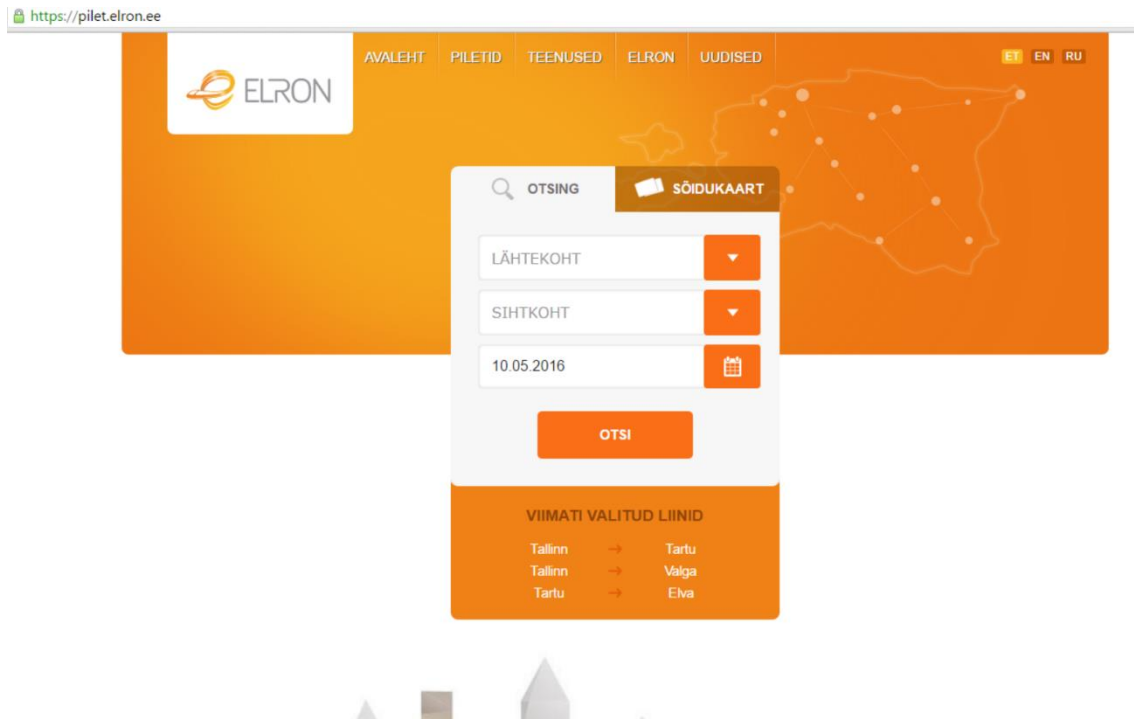 https://pilet.elron.ee
AVALEHT PILETID TEENUSED ELRON UUDISED ET EN RU
ELRON
OTSING SÕIDUKAART
LÄHTEKOHT
SIHTKOHT
10.05.2016
OTSI
VIIMATI VALITUD LIINID
Tallinn → Tartu
Tallinn → Valga
Tartu → Elva